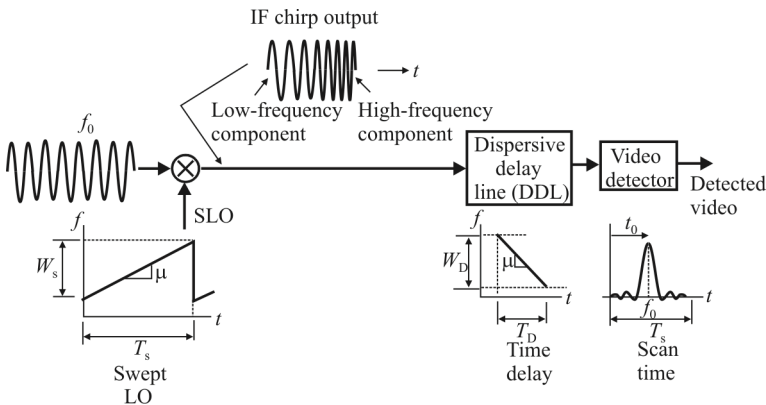 IF chirp output
t
Low-frequency
component
High-frequency
component
f0
SLO
Dispersive
delay
line (DDL)
Video
detector
Detected
video
f
Ws
μ
t
Ts
Swept
LO
f
WD
μ
t
TD
Time
delay
t0
t
f0
Ts
Scan
time